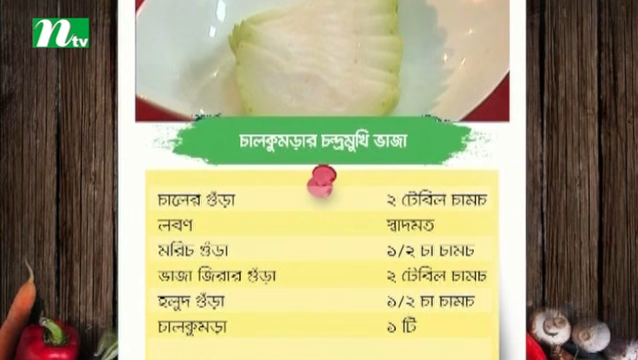 ntv
চালকুমড়ার চন্দ্রমুখি ভাজা
চালের গুঁড়া ২ টেবিল চামচ
লবণ স্বাদমত
মরিচ গুঁড়া ১/২ চা চামচ
ভাজা জিরার গুঁড়া ২ টেবিল চামচ
হলুদ গুঁড়া ১/২ চা চামচ
চালকুমড়া ১ টি